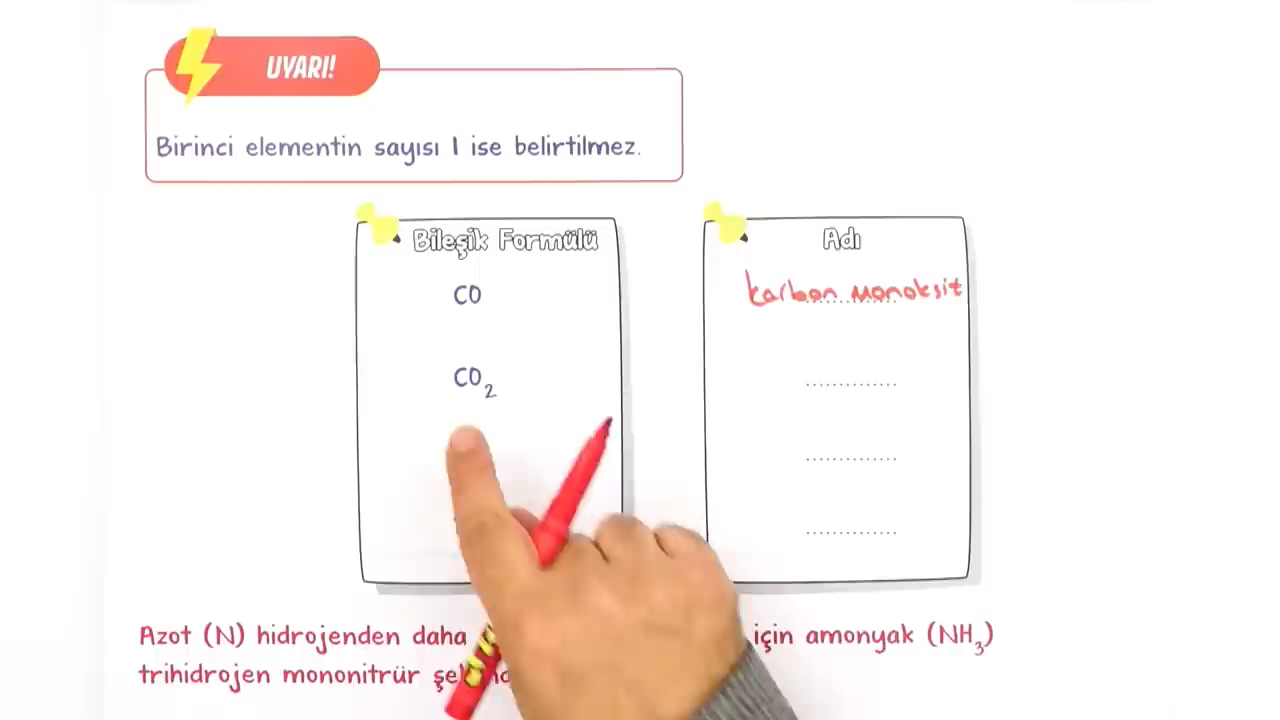 UYARI!
Birinci elementin sayısı 1 ise belirtilmez.
Bileşik Formülü
CO
CO₂
Adı
karbon monoksit
Azot (N) hidrojenden daha için amonyak (NH₃)
trihidrojen mononitrür